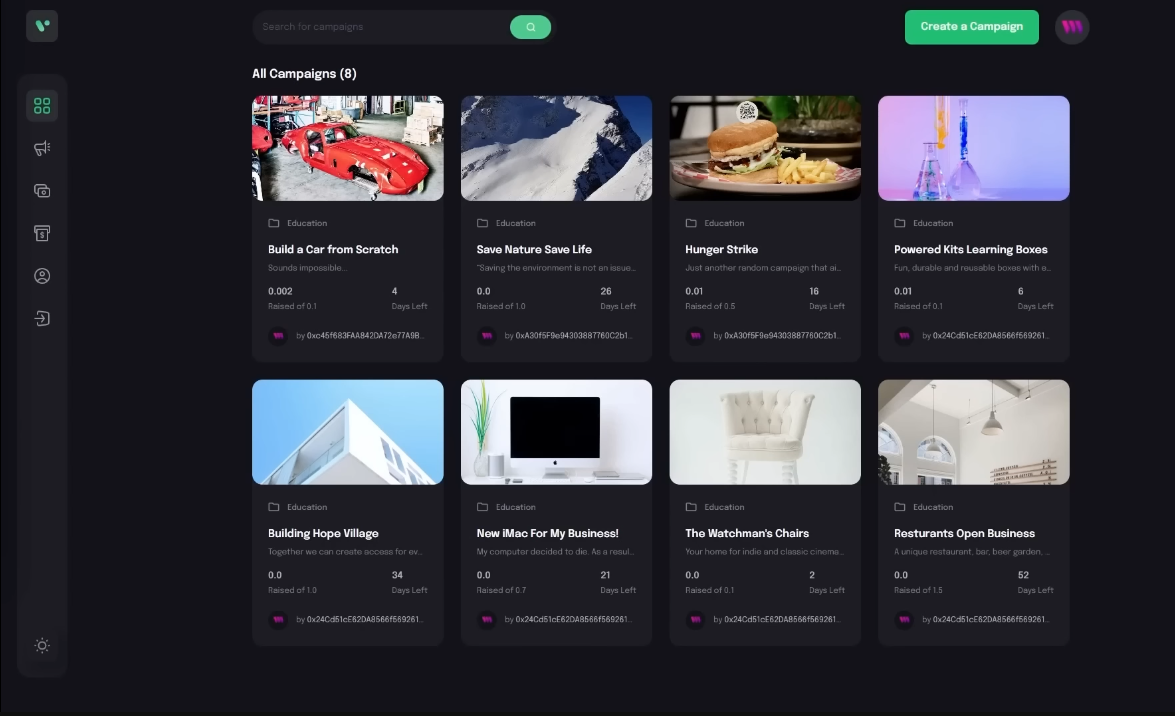 Search for campaigns
Create a Campaign
All Campaigns (8)
Education
Build a Car from Scratch
Sounds impossible...
0.002
4
Raised of 0.1
Days Left
by 0xc45f683FAA842DA72e77A9B...
Education
Save Nature Save Life
"Saving the environment is not an issue...
0.0
26
Raised of 1.0
Days Left
by 0xA30f5F9e94303887760C2b1...
Education
Hunger Strike
Just another random campaign that ai...
0.01
16
Raised of 0.5
Days Left
by 0xA30f5F9e94303887760C2b1...
Education
Powered Kits Learning Boxes
Fun, durable and reusable boxes with e...
0.01
6
Raised of 0.1
Days Left
by 0x24Cd51cE62DA8566f569261...
Education
Building Hope Village
Together we can create access for ev...
0.0
34
Raised of 1.0
Days Left
by 0x24Cd51cE62DA8566f569261...
Education
New iMac For My Business!
My computer decided to die. As a resul...
0.0
21
Raised of 0.7
Days Left
by 0x24Cd51cE62DA8566f569261...
Education
The Watchman's Chairs
Your home for indie and classic cinema...
0.0
2
Raised of 0.1
Days Left
by 0x24Cd51cE62DA8566f569261...
Education
Resturants Open Business
A unique restaurant, bar, beer garden, ...
0.0
52
Raised of 1.5
Days Left
by 0x24Cd51cE62DA8566f569261...